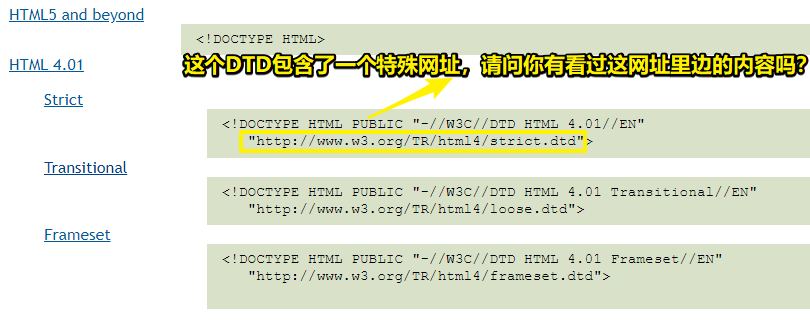 HTML5 and beyond
<!DOCTYPE HTML>
HTML 4.01
这个DTD包含了一个特殊网址，请问你有看过这网址里边的内容吗？
Strict
<!DOCTYPE HTML PUBLIC "-//W3C//DTD HTML 4.01//EN"
"http://www.w3.org/TR/html4/strict.dtd">
Transitional
<!DOCTYPE HTML PUBLIC "-//W3C//DTD HTML 4.01 Transitional//EN"
"http://www.w3.org/TR/html4/loose.dtd">
Frameset
<!DOCTYPE HTML PUBLIC "-//W3C//DTD HTML 4.01 Frameset//EN"
"http://www.w3.org/TR/html4/frameset.dtd">